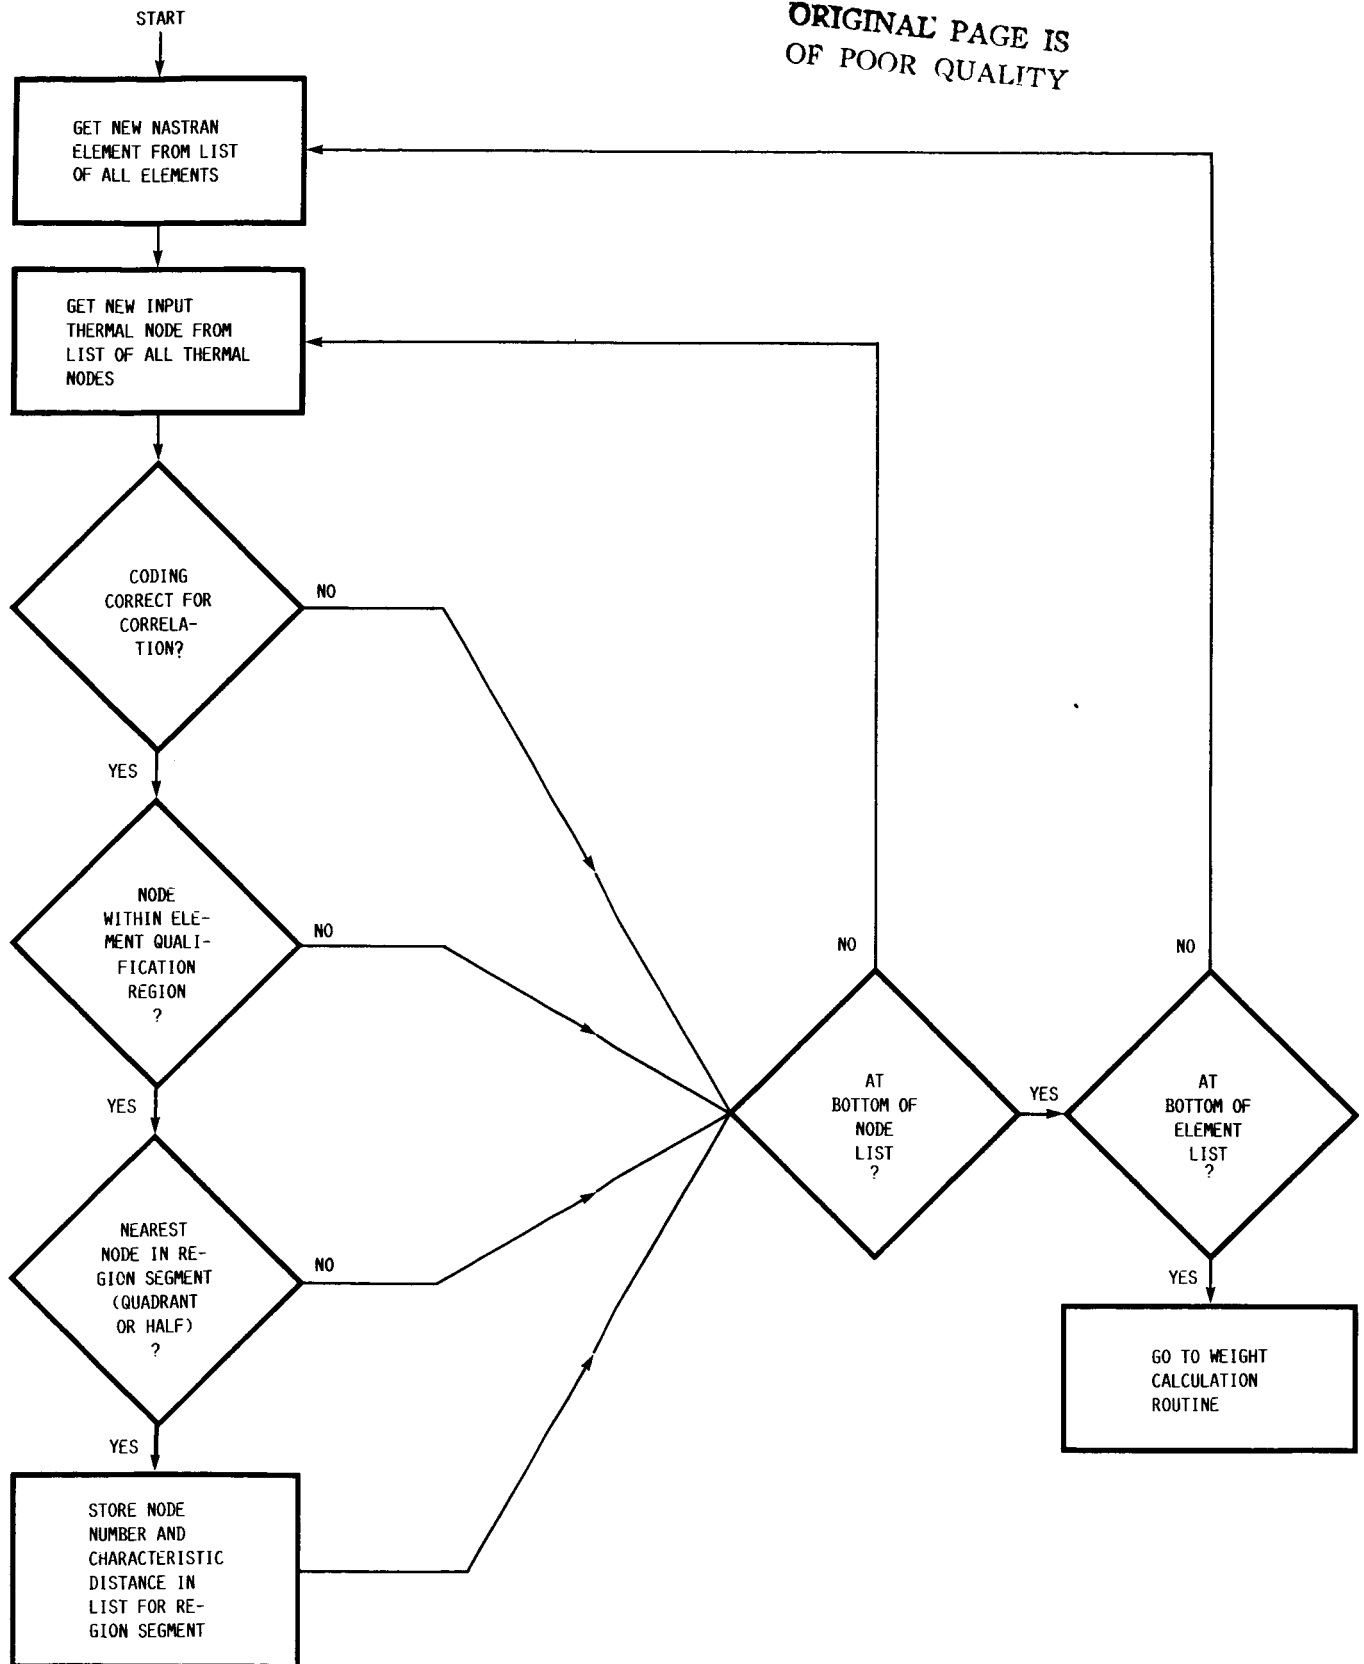 START
ORIGINAL PAGE IS
OF POOR QUALITY
GET NEW NASTRAN
ELEMENT FROM LIST
OF ALL ELEMENTS
GET NEW INPUT
THERMAL NODE FROM
LIST OF ALL THERMAL
NODES
CODING
CORRECT FOR
CORRELA-
TION?
NO
YES
NODE
WITHIN ELE-
MENT QUALI-
FICATION
REGION
?
NO
YES
NEAREST
NODE IN RE-
GION SEGMENT
(QUADRANT
OR HALF)
?
NO
YES
STORE NODE
NUMBER AND
CHARACTERISTIC
DISTANCE IN
LIST FOR RE-
GION SEGMENT
NO
AT
BOTTOM OF
NODE
LIST
?
YES
NO
AT
BOTTOM OF
ELEMENT
LIST
?
YES
GO TO WEIGHT
CALCULATION
ROUTINE